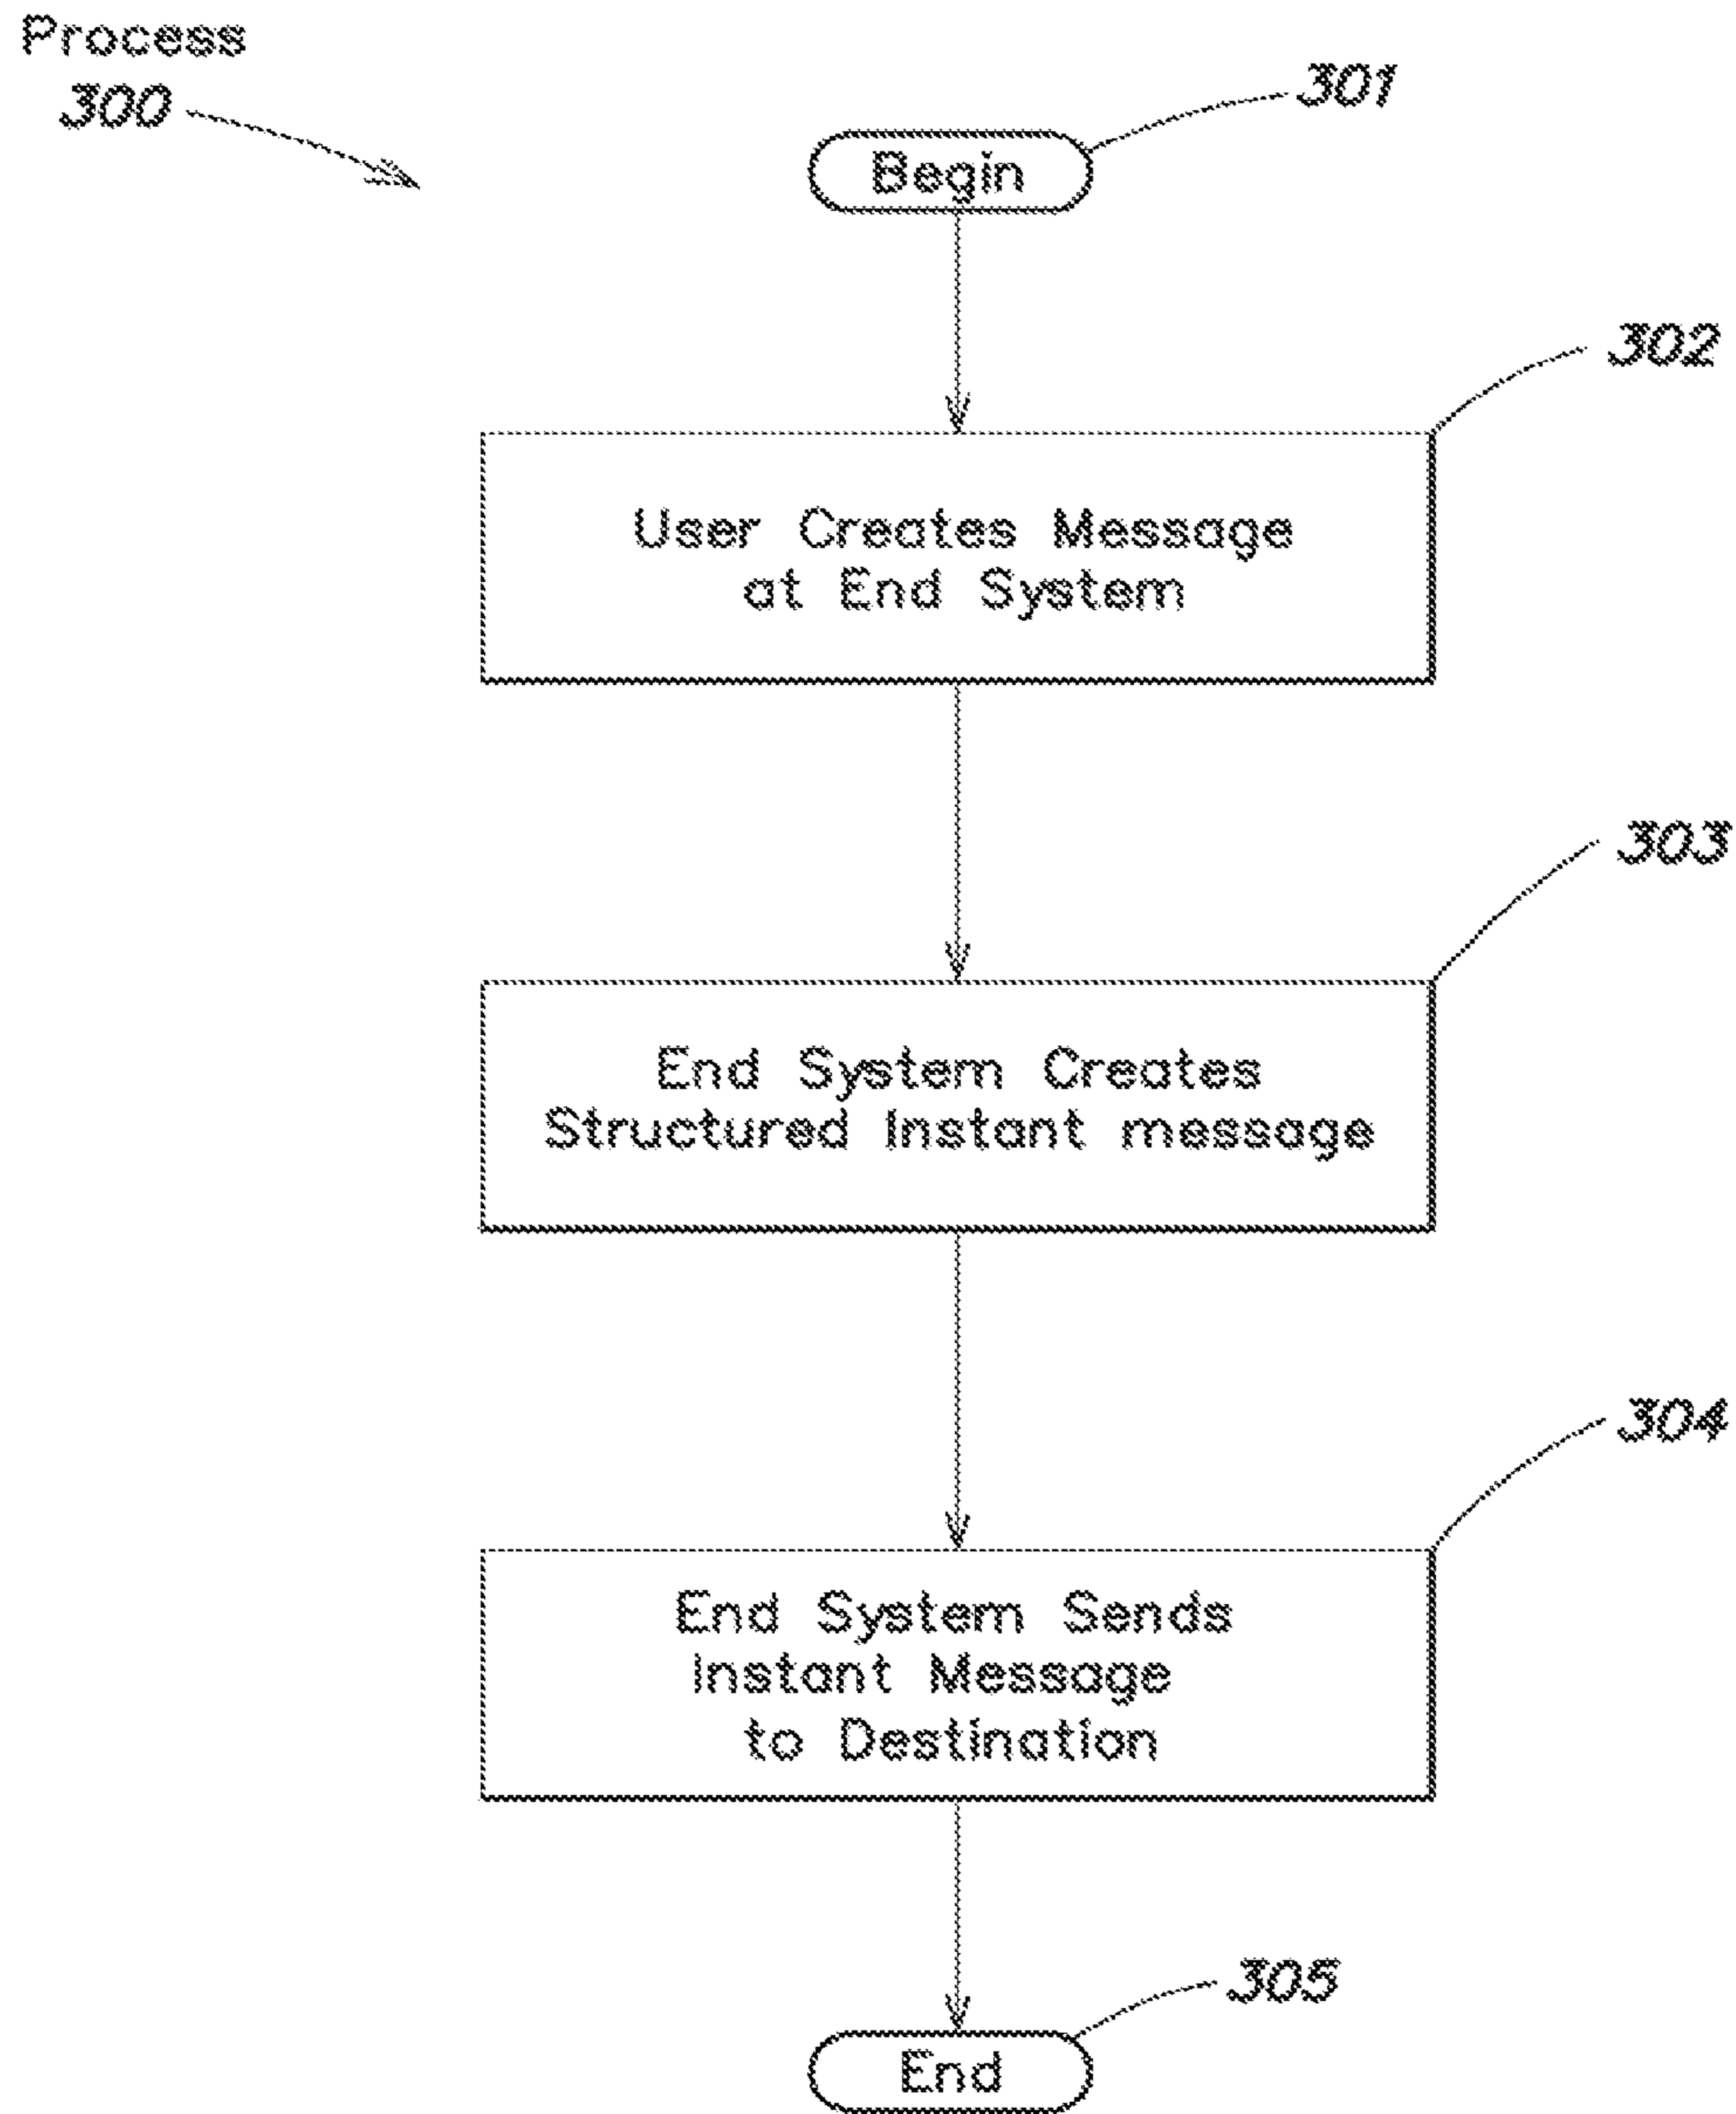 Process
300
301
Begin
302
User Creates Message
at End System
303
End System Creates
Structured Instant message
304
End System Sends
Instant Message
to Destination
305
End